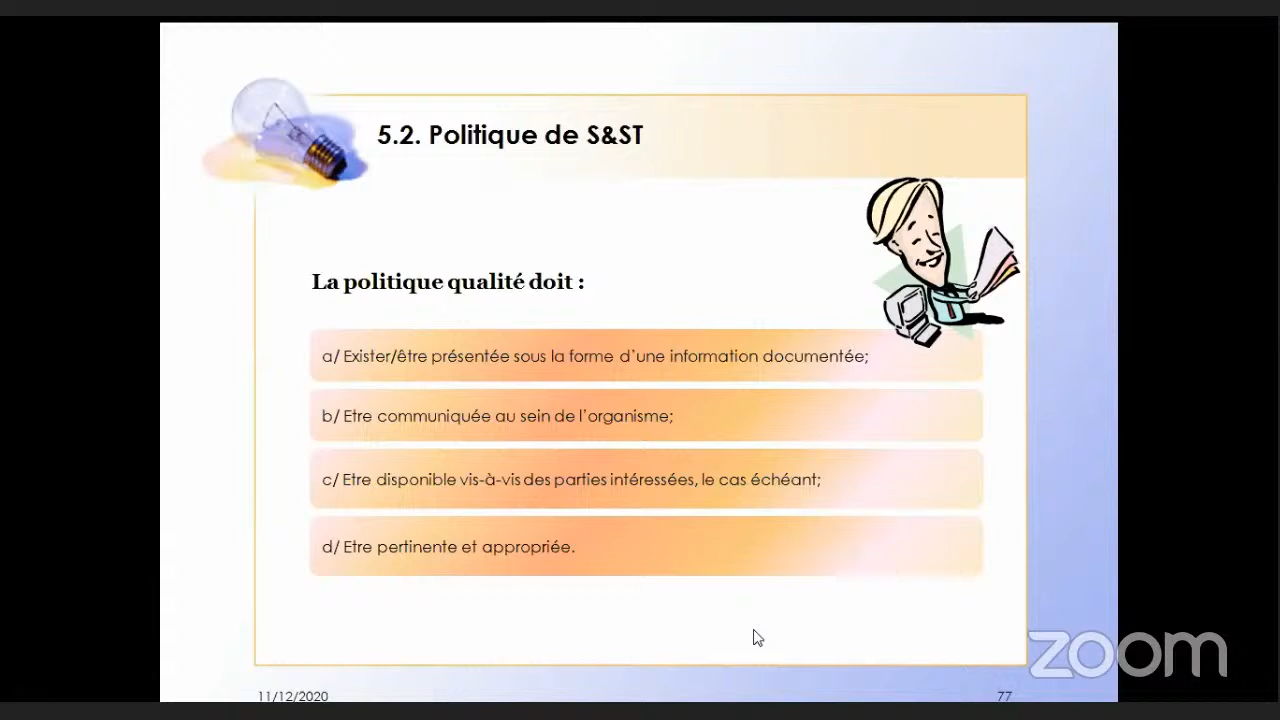 5.2. Politique de S&ST
La politique qualité doit :
a/ Exister/être présentée sous la forme d'une information documentée;
b/ Etre communiquée au sein de l'organisme;
c/ Etre disponible vis-à-vis des parties intéressées, le cas échéant;
d/ Etre pertinente et appropriée.
zoom
11/12/2020
77